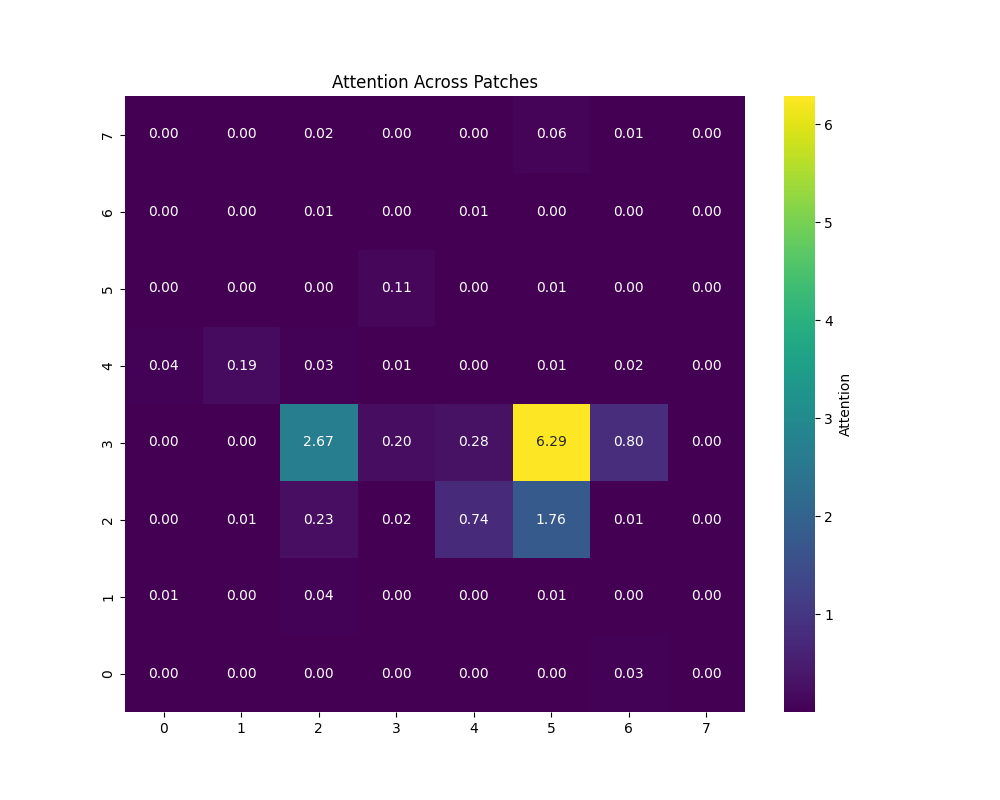 Attention Across Patches
7 0.00 0.00 0.02 0.00 0.00 0.06 0.01 0.00
6 0.00 0.00 0.01 0.00 0.01 0.00 0.00 0.00
5 0.00 0.00 0.00 0.11 0.00 0.01 0.00 0.00
4 0.04 0.19 0.03 0.01 0.00 0.01 0.02 0.00
3 0.00 0.00 2.67 0.20 0.28 6.29 0.80 0.00
2 0.00 0.01 0.23 0.02 0.74 1.76 0.01 0.00
1 0.01 0.00 0.04 0.00 0.00 0.01 0.00 0.00
0 0.00 0.00 0.00 0.00 0.00 0.00 0.03 0.00
0 1 2 3 4 5 6 7
6
5
4
3
2
1
Attention